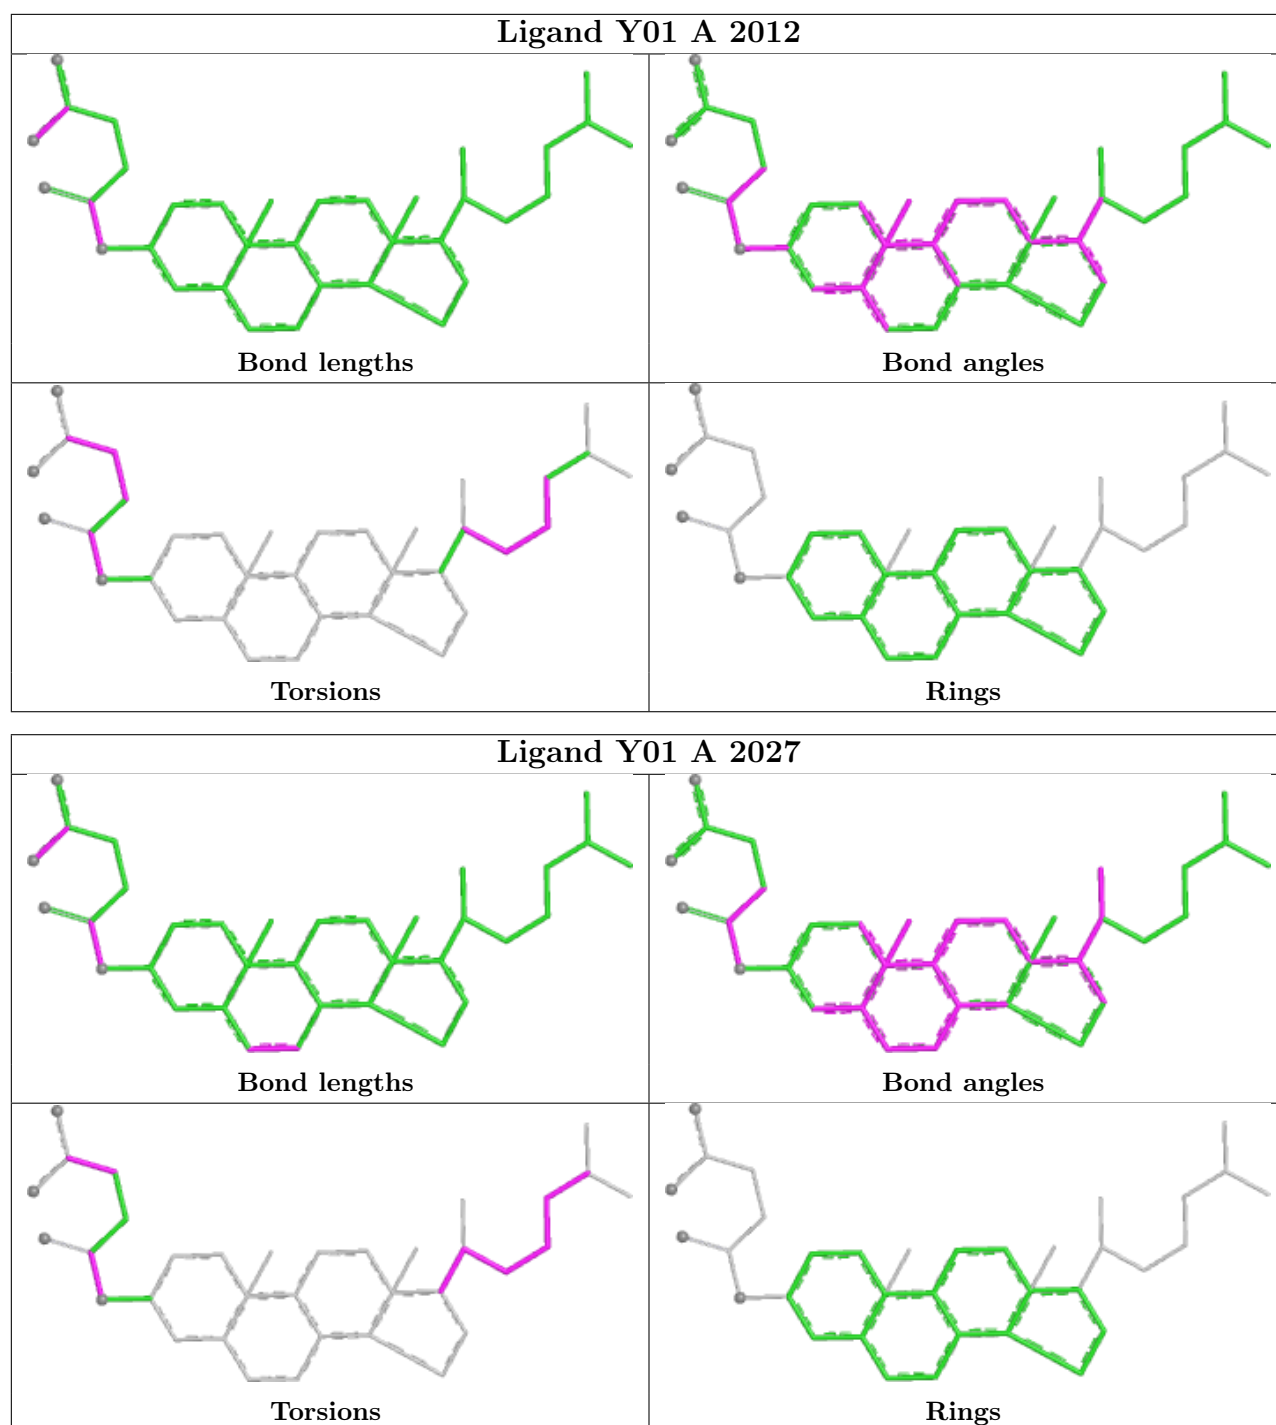 Ligand Y01 A 2012
Bond lengths
Bond angles
Torsions
Rings
Ligand Y01 A 2027
Bond lengths
Bond angles
Torsions
Rings